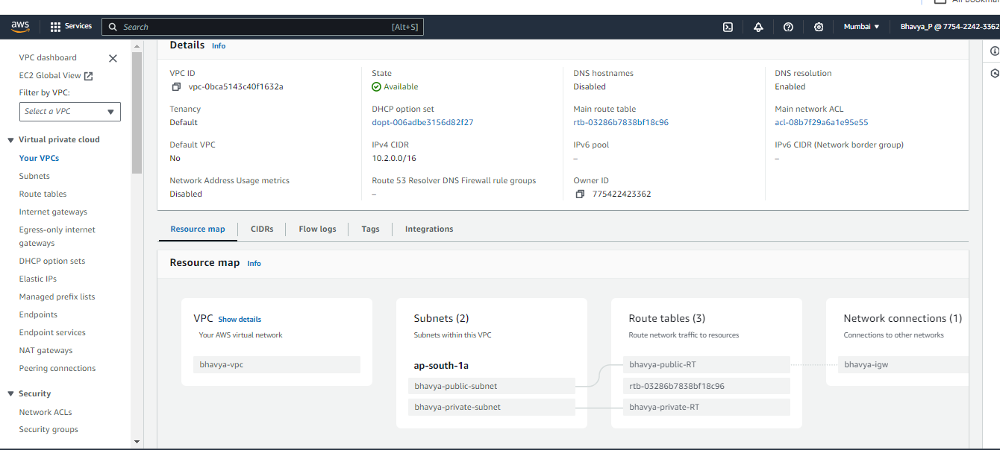 aws
Services
Search
[Alt+S]
Mumbai ▼
Bhavya_P @ 7754-2242-3362
VPC dashboard
EC2 Global View
Filter by VPC:
Select a VPC
Virtual private cloud
Your VPCs
Subnets
Route tables
Internet gateways
Egress-only internet
gateways
DHCP option sets
Elastic IPs
Managed prefix lists
Endpoints
Endpoint services
NAT gateways
Peering connections
Security
Network ACLs
Security groups
Details Info
VPC ID
vpc-0bca5143c40f1632a
State
Available
DNS hostnames
Disabled
DNS resolution
Enabled
Tenancy
Default
DHCP option set
dopt-006adbe3156d82f27
Main route table
rtb-03286b7838bf18c96
Main network ACL
acl-08b7f29a6a1e95e55
Default VPC
No
IPv4 CIDR
10.2.0.0/16
IPv6 pool
–
IPv6 CIDR (Network border group)
–
Network Address Usage metrics
Disabled
Route 53 Resolver DNS Firewall rule groups
–
Owner ID
775422423362
Resource map
CIDRs
Flow logs
Tags
Integrations
Resource map Info
VPC Show details
Your AWS virtual network
bhavya-vpc
Subnets (2)
Subnets within this VPC
ap-south-1a
bhavya-public-subnet
bhavya-private-subnet
Route tables (3)
Route network traffic to resources
bhavya-public-RT
rtb-03286b7838bf18c96
bhavya-private-RT
Network connections (1)
Connections to other networks
bhavya-igw